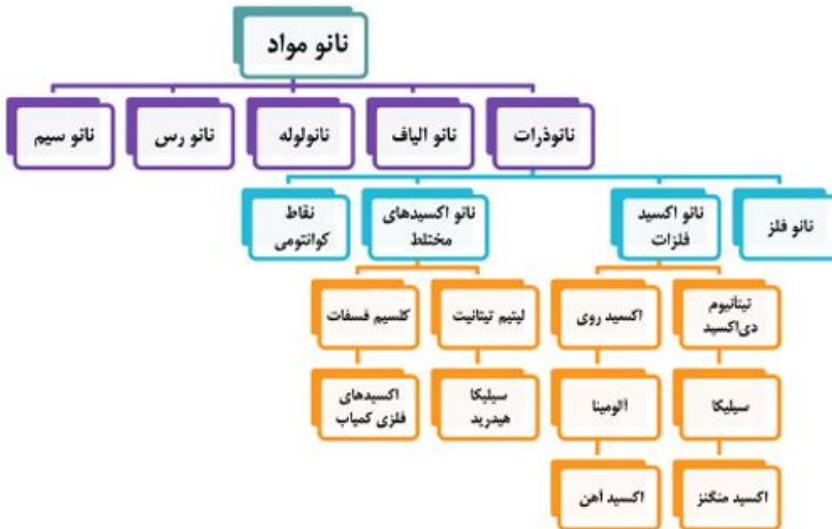 نانو مواد
نانوذرات
نانو الیاف
نانولوله
نانو رس
نانو سیم
نانو فلز
نانو اکسید
فلزات
نانو اکسیدهای
مختلط
نقاط
کوانتومی
تیتانیوم
دی‌اکسید
اکسید روی
لیتیم تیتانیت
کلسیم فسفات
سیلیکا
آلومینا
سیلیکا
هیدرید
اکسیدهای
فلزی کمیاب
اکسید منگنز
اکسید آهن